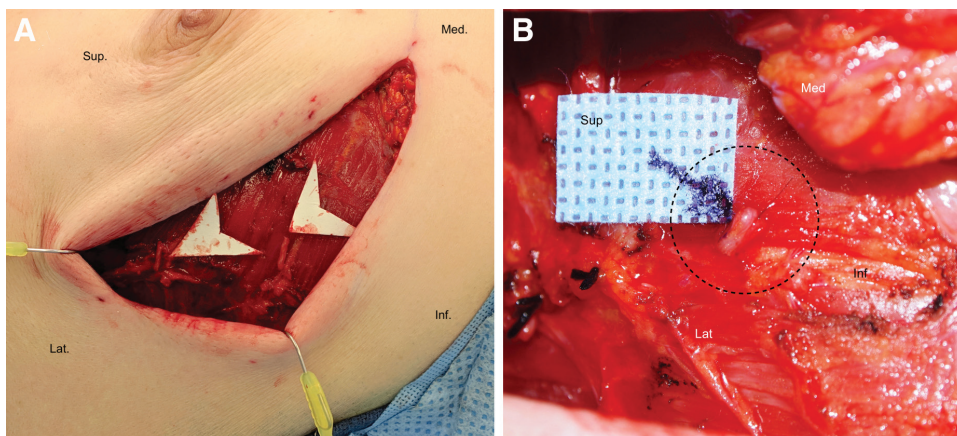 A
Sup.
Med.
Lat.
Inf.
B
Sup
Med
Inf
Lat